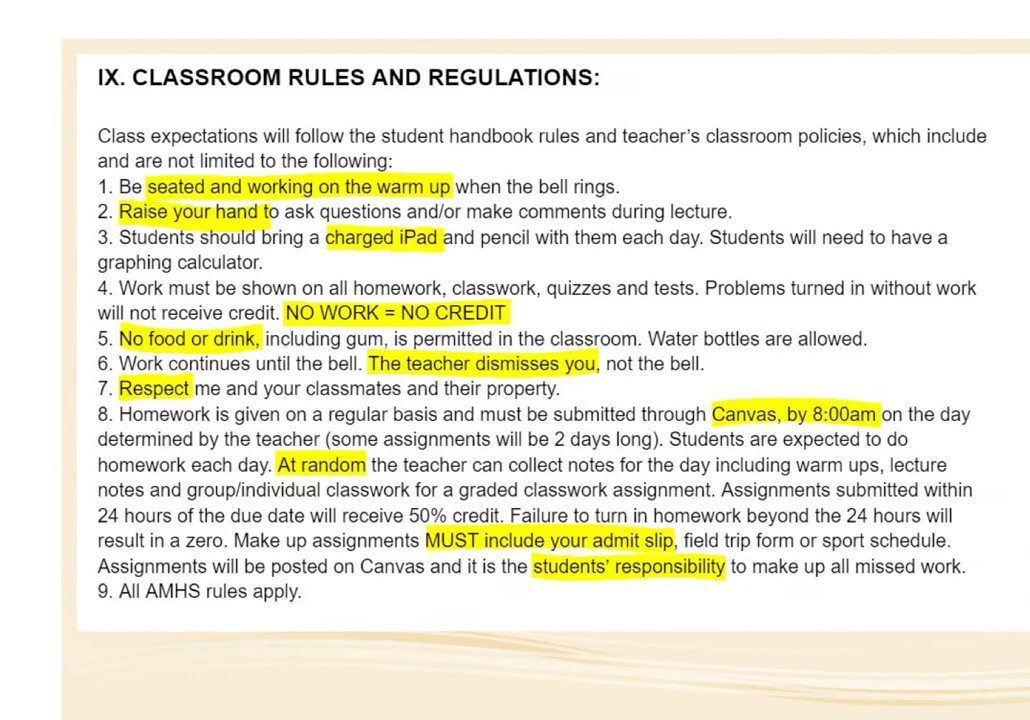 IX. CLASSROOM RULES AND REGULATIONS:
Class expectations will follow the student handbook rules and teacher's classroom policies, which include
and are not limited to the following:
1. Be seated and working on the warm up when the bell rings.
2. Raise your hand to ask questions and/or make comments during lecture.
3. Students should bring a charged iPad and pencil with them each day. Students will need to have a
graphing calculator.
4. Work must be shown on all homework, classwork, quizzes and tests. Problems turned in without work
will not receive credit. NO WORK = NO CREDIT
5. No food or drink, including gum, is permitted in the classroom. Water bottles are allowed.
6. Work continues until the bell. The teacher dismisses you, not the bell.
7. Respect me and your classmates and their property.
8. Homework is given on a regular basis and must be submitted through Canvas, by 8:00am on the day
determined by the teacher (some assignments will be 2 days long). Students are expected to do
homework each day. At random the teacher can collect notes for the day including warm ups, lecture
notes and group/individual classwork for a graded classwork assignment. Assignments submitted within
24 hours of the due date will receive 50% credit. Failure to turn in homework beyond the 24 hours will
result in a zero. Make up assignments MUST include your admit slip, field trip form or sport schedule.
Assignments will be posted on Canvas and it is the students' responsibility to make up all missed work.
9. All AMHS rules apply.